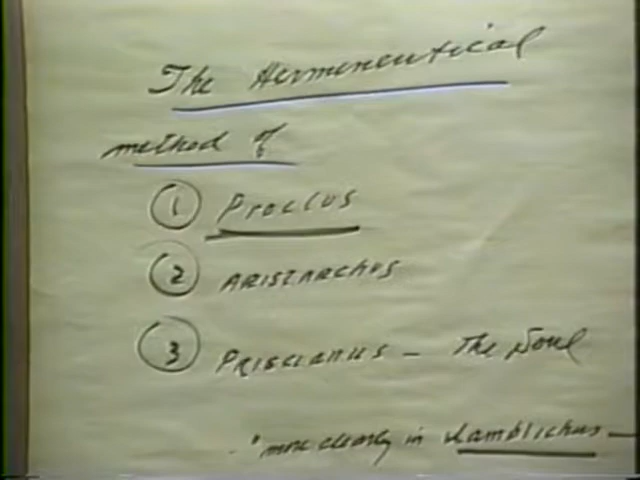 The Hermeneutical
method of
1 Proclus
2 ARISTARCHUS
3 PRISCIANUS – The Soul
"more clearly in Iamblichus –